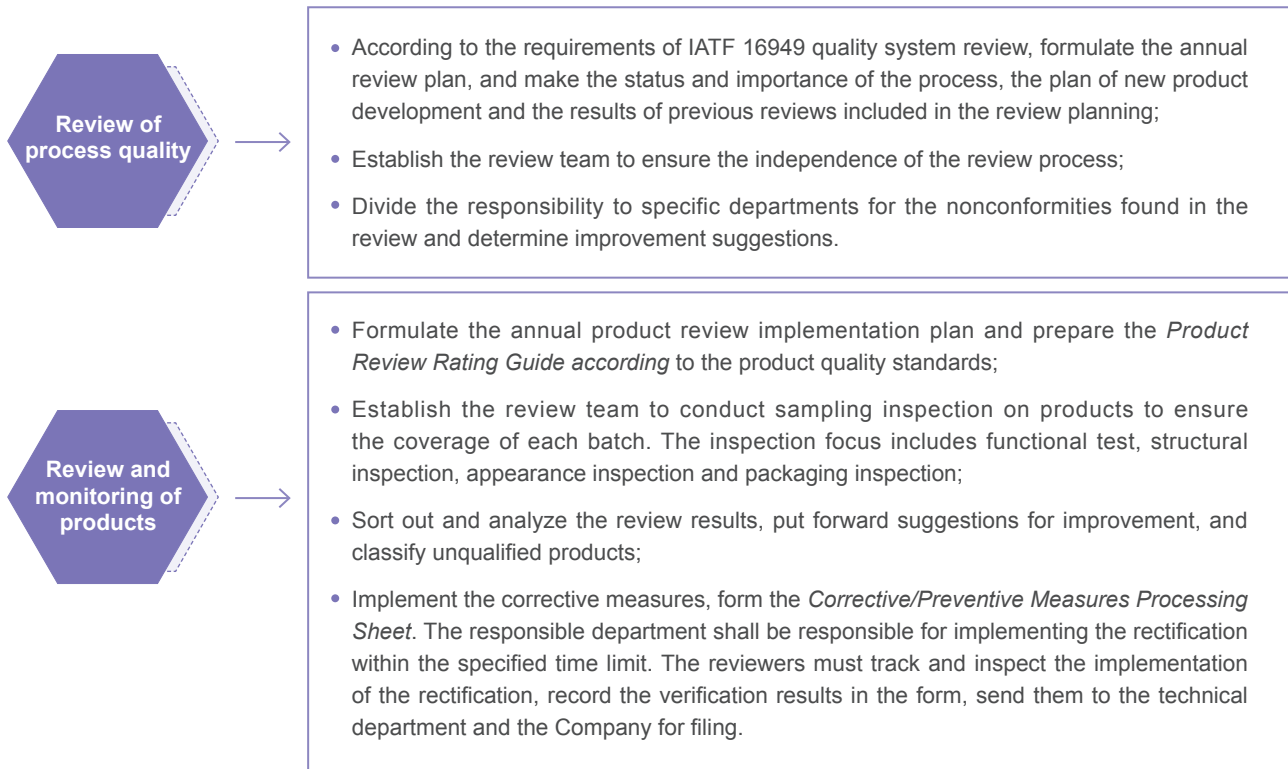 Review of
process quality
• According to the requirements of IATF 16949 quality system review, formulate the annual
review plan, and make the status and importance of the process, the plan of new product
development and the results of previous reviews included in the review planning;
• Establish the review team to ensure the independence of the review process;
• Divide the responsibility to specific departments for the nonconformities found in the
review and determine improvement suggestions.
Review and
monitoring of
products
• Formulate the annual product review implementation plan and prepare the Product
Review Rating Guide according to the product quality standards;
• Establish the review team to conduct sampling inspection on products to ensure
the coverage of each batch. The inspection focus includes functional test, structural
inspection, appearance inspection and packaging inspection;
• Sort out and analyze the review results, put forward suggestions for improvement, and
classify unqualified products;
• Implement the corrective measures, form the Corrective/Preventive Measures Processing
Sheet. The responsible department shall be responsible for implementing the rectification
within the specified time limit. The reviewers must track and inspect the implementation
of the rectification, record the verification results in the form, send them to the technical
department and the Company for filing.